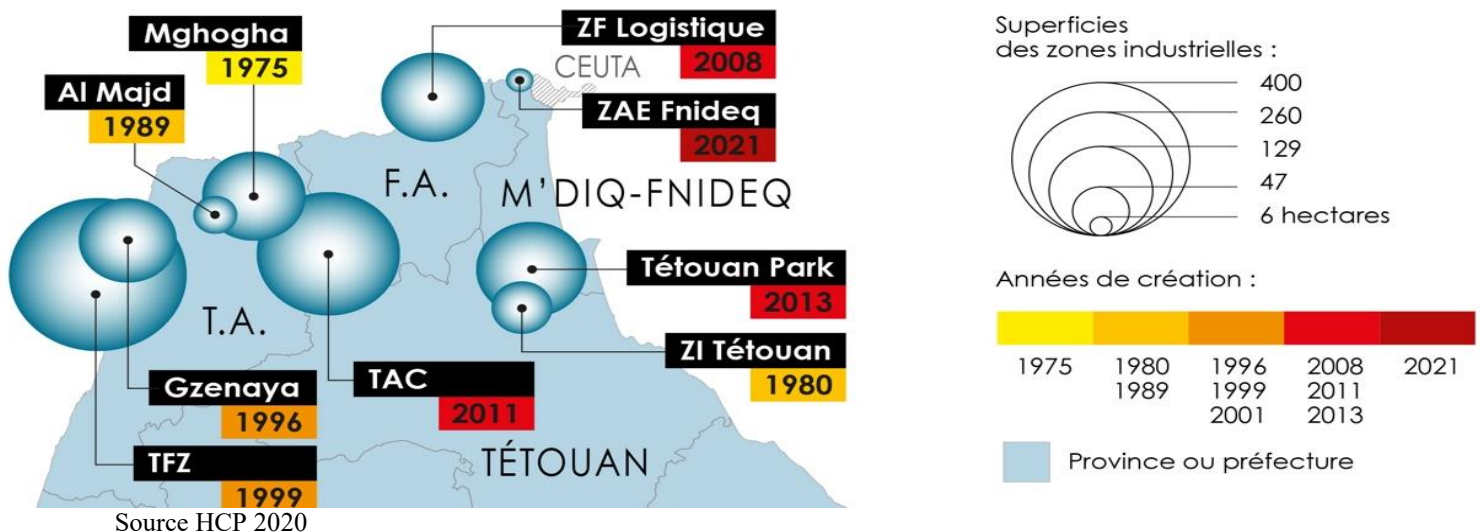 Mghogha
1975
Al Majd
1989
ZF Logistique
2008
CEUTA
ZAE Fnideq
2021
F.A.
M'DIQ-FNIDEQ
Tétouan Park
2013
T.A.
ZI Tétouan
1980
TAC
2011
Gzenaya
1996
TFZ
1999
TÉTOUAN
Source HCP 2020
Superficies
des zones industrielles :
400
260
129
47
6 hectares
Années de création :
1975 1980 1996 2008 2021
1989 1999 2011
2001 2013
Province ou préfecture